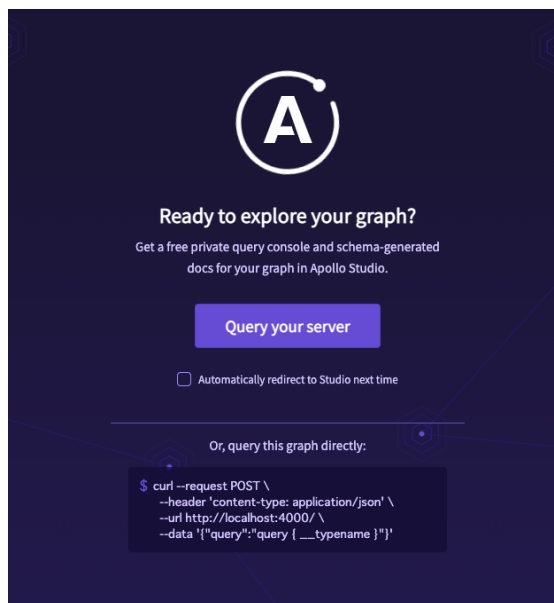 A
Ready to explore your graph?
Get a free private query console and schema-generated
docs for your graph in Apollo Studio.
Query your server
Automatically redirect to Studio next time
Or, query this graph directly:
$ curl --request POST \
--header 'content-type: application/json' \
--url http://localhost:4000/ \
--data '{"query":"query { __typename }"}'